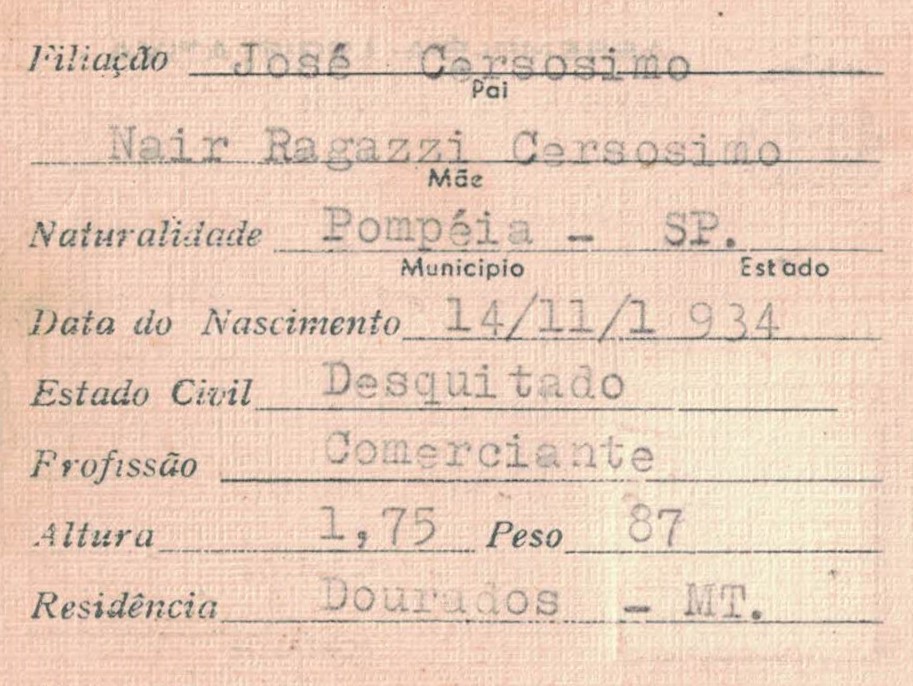 Filiação José Cersosimo
Pai
Nair Ragazzi Cersosimo
Mãe
Naturalidade Pompéia - SP.
Municipio Estado
Data do Nascimento 14/11/1 934
Estado Civil Desquitado
Profissão Comerciante
Altura 1,75 Peso 87
Residência Dourados - MT.